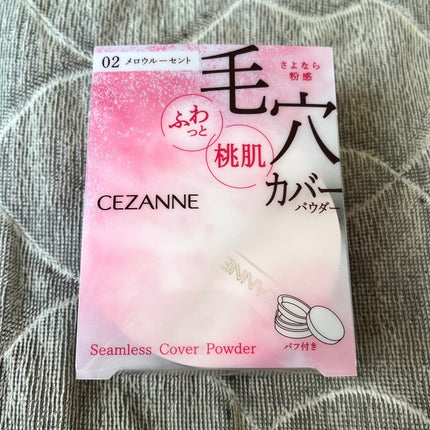 02 メロウルーセント
さよなら
粉感
毛穴
カバー
パウダー
ふわっと
桃肌
CEZANNE
CEZANNE
パフ付き
Seamless Cover Powder